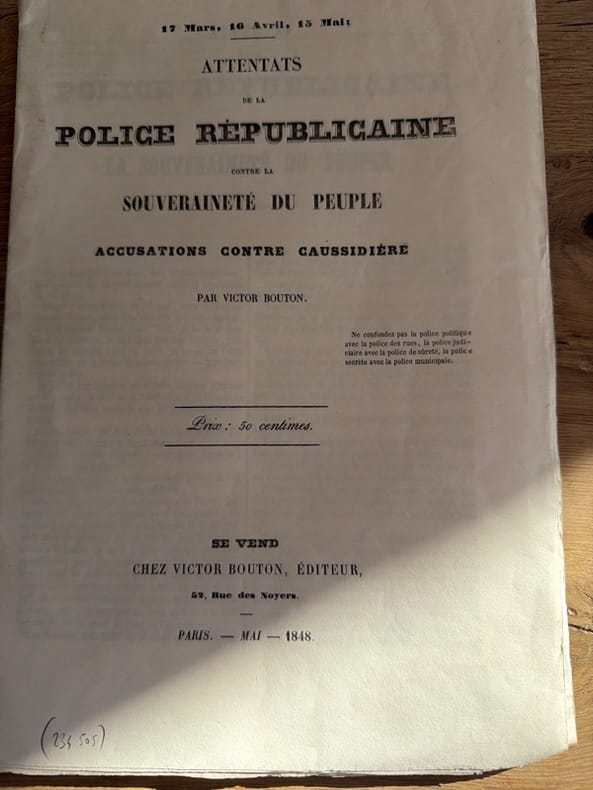 17 Mars, 16 Avril, 15 Mai:
ATTENTATS
DE LA
POLICE RÉPUBLICAINE
CONTRE LA
SOUVERAINETÉ DU PEUPLE
ACCUSATIONS CONTRE CAUSSIDIÈRE
PAR VICTOR BOUTON.
Ne confondez pas la police politique
avec la police des rues, la police judi-
ciaire avec la police de sûreté, la police
secrète avec la police municipale.
Prix : 50 centimes.
SE VEND
CHEZ VICTOR BOUTON, ÉDITEUR,
52, Rue des Noyers.
PARIS. — MAI — 1848.
(234 505)